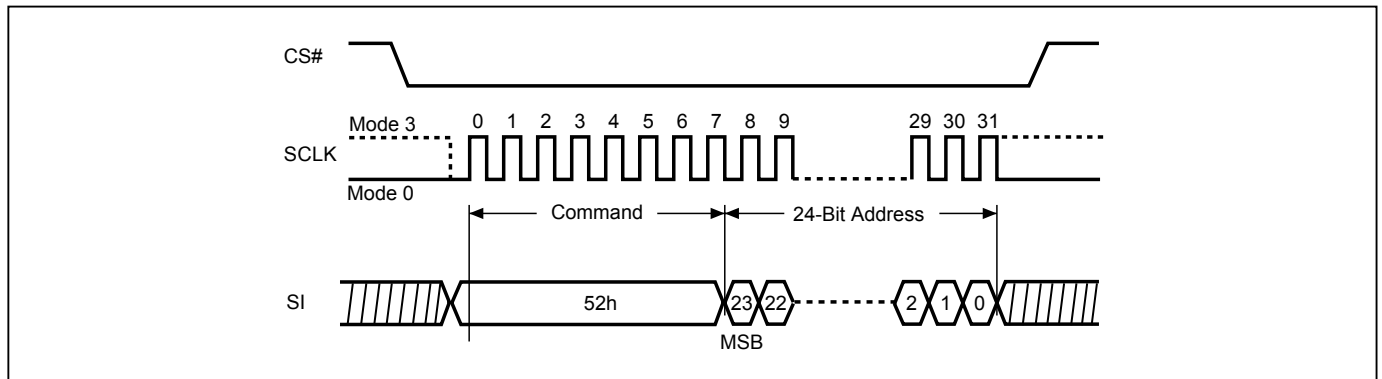 CS#
Mode 3
0 1 2 3 4 5 6 7 8 9 29 30 31
SCLK
Mode 0
Command 24-Bit Address
SI 52h 23 22 2 1 0
MSB